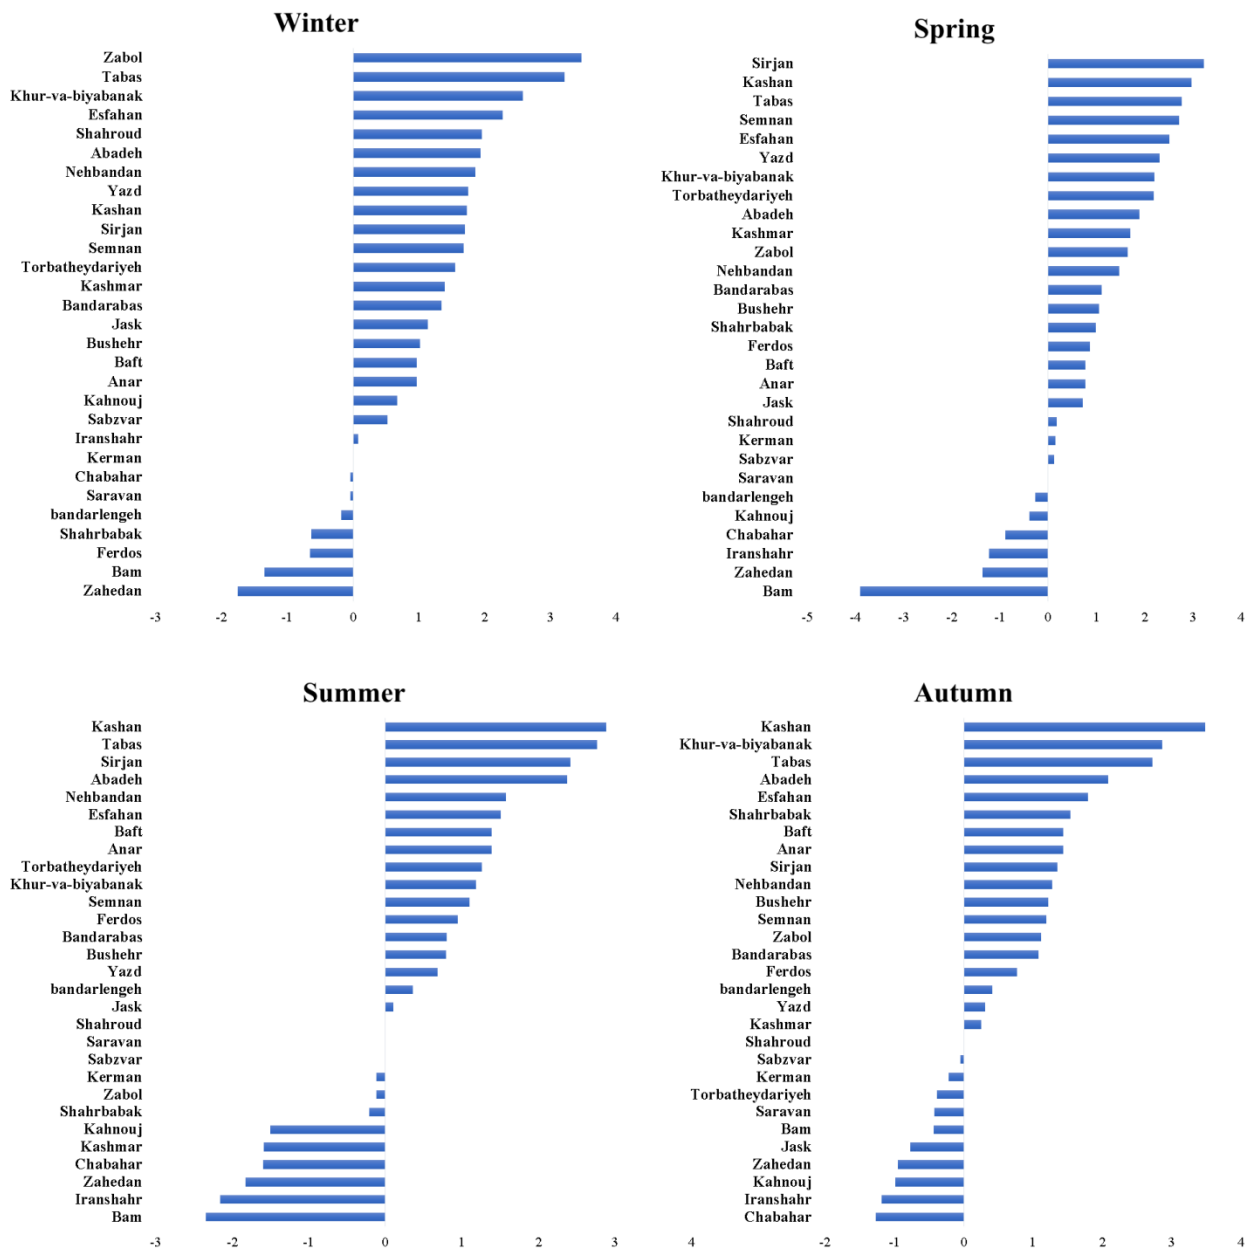 Winter
Zabol
Tabas
Khur-va-biyabanak
Esfahan
Shahroud
Abadeh
Nehbandan
Yazd
Kashan
Sirjan
Semnan
Torbatheydariyeh
Kashmar
Bandarabas
Jask
Bushehr
Baft
Anar
Kahnouj
Sabzvar
Iranshahr
Kerman
Chabahar
Saravan
bandarlengeh
Shahrbabak
Ferdos
Bam
Zahedan
-3 -2 -1 0 1 2 3 4
Spring
Sirjan
Kashan
Tabas
Semnan
Esfahan
Yazd
Khur-va-biyabanak
Torbatheydariyeh
Abadeh
Kashmar
Zabol
Nehbandan
Bandarabas
Bushehr
Shahrbabak
Ferdos
Baft
Anar
Jask
Shahroud
Kerman
Sabzvar
Saravan
bandarlengeh
Kahnouj
Chabahar
Iranshahr
Zahedan
Bam
-5 -4 -3 -2 -1 0 1 2 3 4
Summer
Kashan
Tabas
Sirjan
Abadeh
Nehbandan
Esfahan
Baft
Anar
Torbatheydariyeh
Khur-va-biyabanak
Semnan
Ferdos
Bandarabas
Bushehr
Yazd
bandarlengeh
Jask
Shahroud
Saravan
Sabzvar
Kerman
Zabol
Shahrbabak
Kahnouj
Kashmar
Chabahar
Zahedan
Iranshahr
Bam
-3 -2 -1 0 1 2 3 4
Autumn
Kashan
Khur-va-biyabanak
Tabas
Abadeh
Esfahan
Shahrbabak
Baft
Anar
Sirjan
Nehbandan
Bushehr
Semnan
Zabol
Bandarabas
Ferdos
bandarlengeh
Yazd
Kashmar
Shahroud
Sabzvar
Kerman
Torbatheydariyeh
Saravan
Bam
Jask
Zahedan
Kahnouj
Iranshahr
Chabahar
-2 -1 0 1 2 3 4